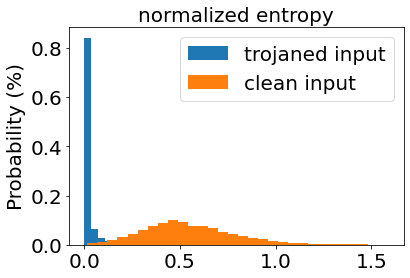 normalized entropy
trojaned input
clean input
Probability (%)
0.8
0.6
0.4
0.2
0.0
0.0 0.5 1.0 1.5